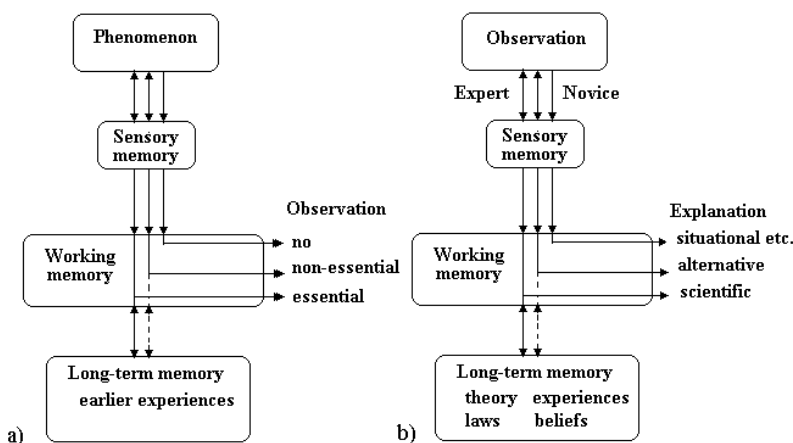 Phenomenon
Sensory
memory
Observation
Working
memory
no
non-essential
essential
Long-term memory
earlier experiences
a)
Observation
Expert
Novice
Sensory
memory
Explanation
Working
memory
situational etc.
alternative
scientific
Long-term memory
theory experiences
laws beliefs
b)